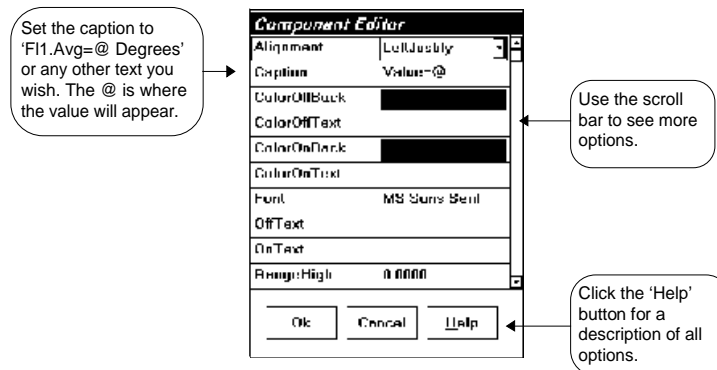 Set the caption to
‘Fl1.Avg=@ Degrees’
or any other text you
wish. The @ is where
the value will appear.
Component Editor
Alignment LeftJustify
Caption Value=@
ColorOffBack
ColorOffText
ColorOnBack
ColorOnText
Font MS Sans Seri
OffText
OnText
RangeHigh 0.0000
Ok Cancel Help
Use the scroll
bar to see more
options.
Click the ‘Help’
button for a
description of all
options.